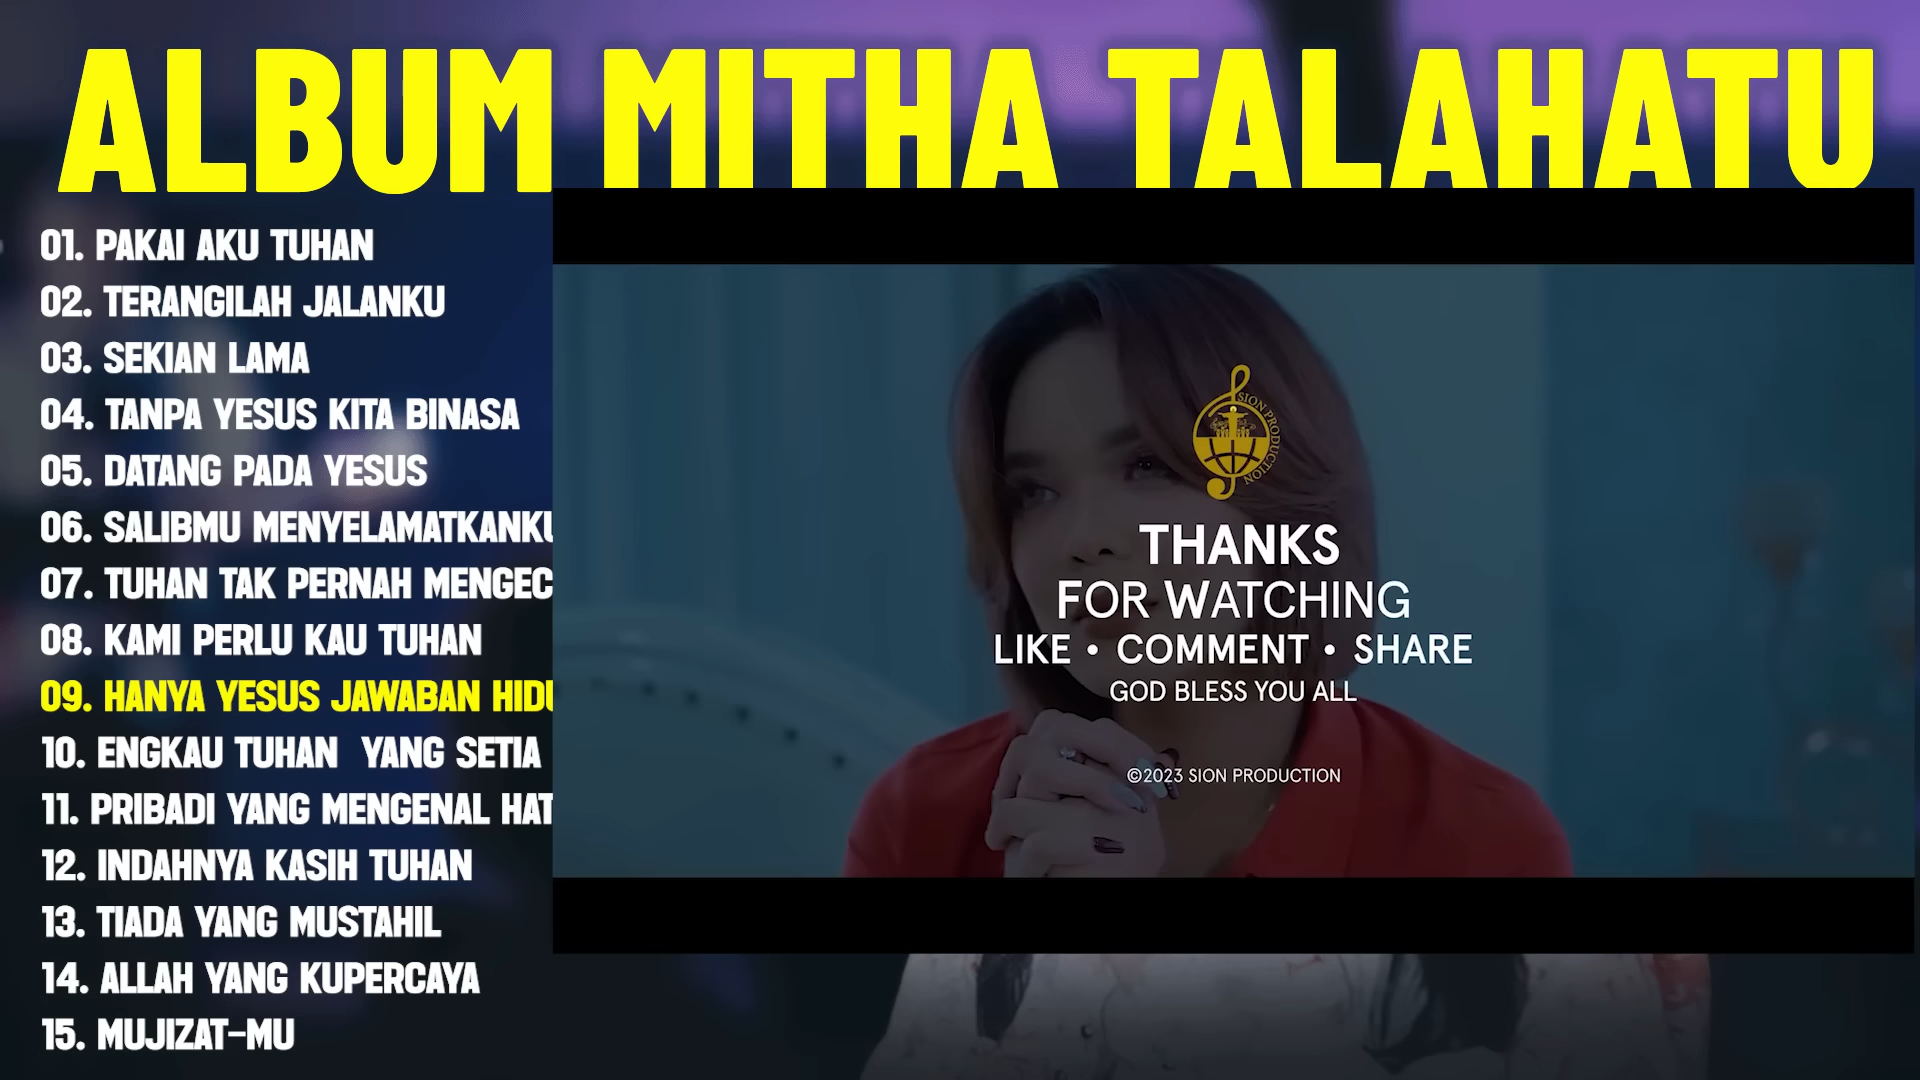 ALBUM MITHA TALAHATU
01. PAKAI AKU TUHAN
02. TERANGILAH JALANKU
03. SEKIAN LAMA
04. TANPA YESUS KITA BINASA
05. DATANG PADA YESUS
06. SALIBMU MENYELAMATKANKU
07. TUHAN TAK PERNAH MENGEC
08. KAMI PERLU KAU TUHAN
09. HANYA YESUS JAWABAN HIDU
10. ENGKAU TUHAN YANG SETIA
11. PRIBADI YANG MENGENAL HAT
12. INDAHNYA KASIH TUHAN
13. TIADA YANG MUSTAHIL
14. ALLAH YANG KUPERCAYA
15. MUJIZAT-MU
SION PRODUCTION
THANKS
FOR WATCHING
LIKE • COMMENT • SHARE
GOD BLESS YOU ALL
©2023 SION PRODUCTION